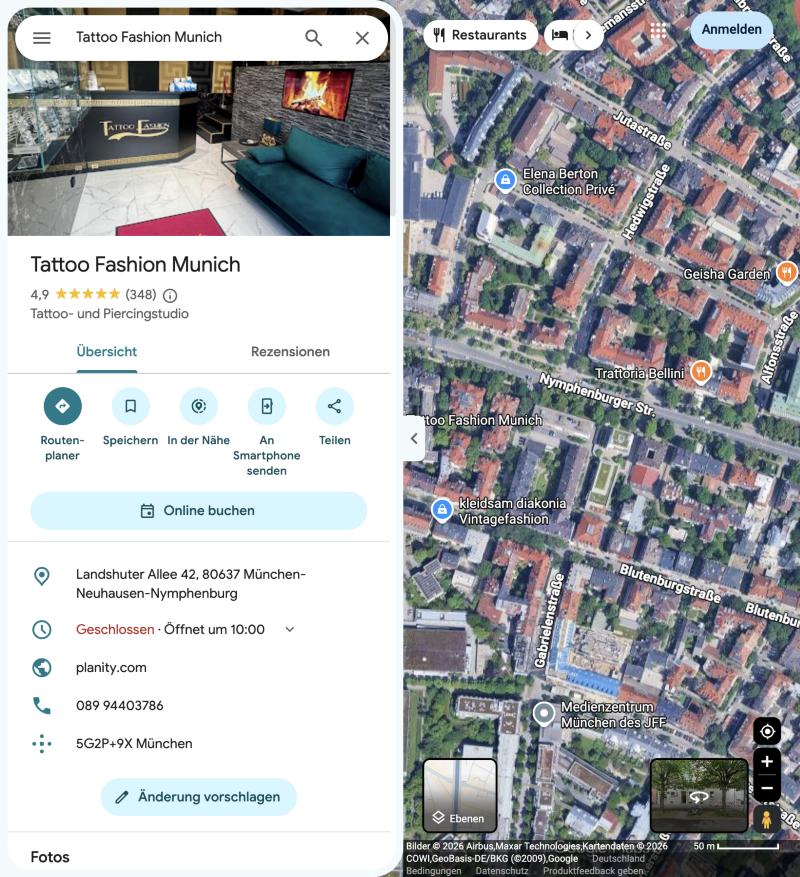 Tattoo Fashion Munich
TATTOO FASHION
Tattoo Fashion Munich
4,9 (348)
Tattoo- und Piercingstudio
Übersicht
Rezensionen
Routen-
planer
Speichern
In der Nähe
An
Smartphone
senden
Teilen
Online buchen
Landshuter Allee 42, 80637 München-
Neuhausen-Nymphenburg
Geschlossen · Öffnet um 10:00
planity.com
089 94403786
5G2P+9X München
Änderung vorschlagen
Fotos
Restaurants
Anmelden
Jutastraße
Elena Berton
Collection Privé
Hedwigstraße
Geisha Garden
Alfonsstraße
Trattoria Bellini
Nymphenburger Str.
ttoo Fashion Munich
kleidsam diakonia
Vintagefashion
Blutenburgstraße
Blutenbur
Gabrielenstraße
Medienzentrum
München des JFF
Ebenen
Bilder © 2026 Airbus,Maxar Technologies,Kartendaten © 2026
COWI,GeoBasis-DE/BKG (©2009),Google Deutschland
50 m
Bedingungen Datenschutz Produktfeedback geben